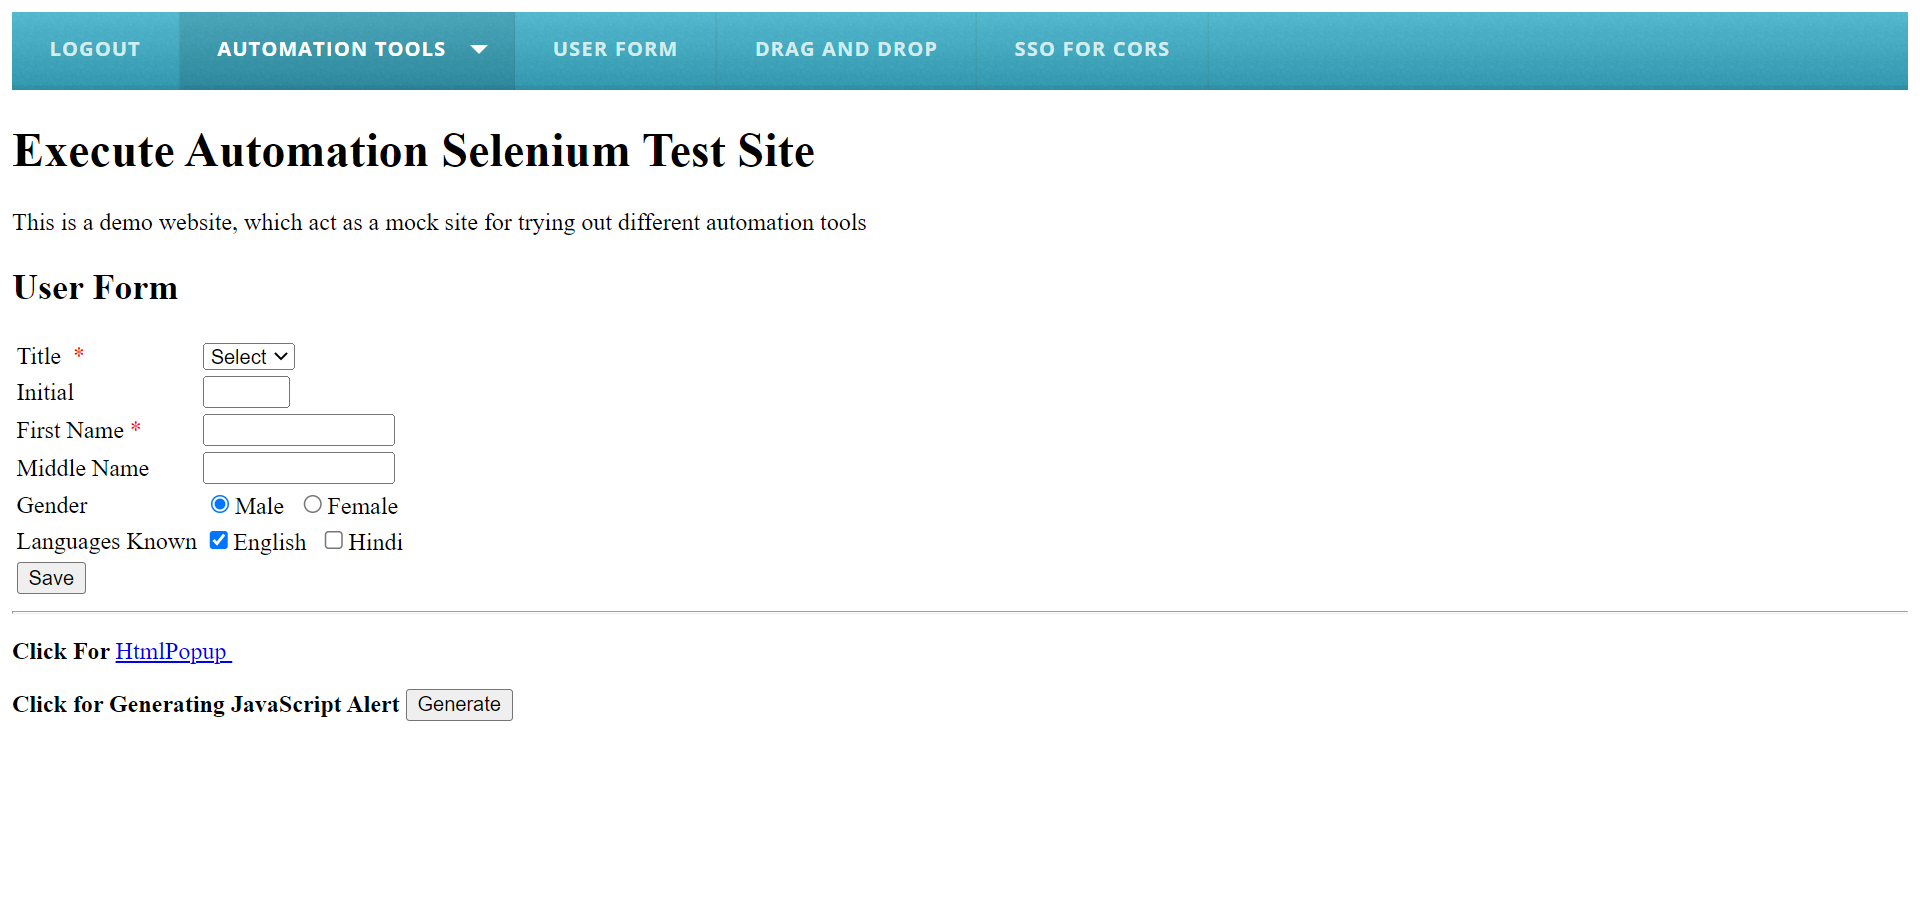 LOGOUT AUTOMATION TOOLS USER FORM DRAG AND DROP SSO FOR CORS
Execute Automation Selenium Test Site
This is a demo website, which act as a mock site for trying out different automation tools
User Form
Title * Select
Initial
First Name *
Middle Name
Gender Male Female
Languages Known English Hindi
Save
Click For HtmlPopup
Click for Generating JavaScript Alert Generate